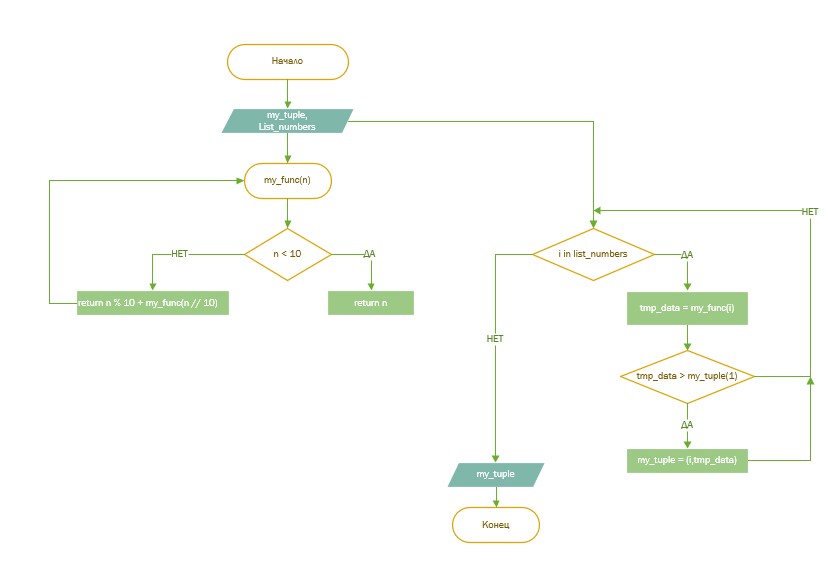 Начало
my_tuple,
List_numbers
my_func(n)
n < 10
НЕТ
ДА
return n % 10 + my_func(n // 10)
return n
НЕТ
i in list_numbers
ДА
tmp_data = my_func(i)
НЕТ
tmp_data > my_tuple(1)
ДА
my_tuple = (i,tmp_data)
my_tuple
Конец